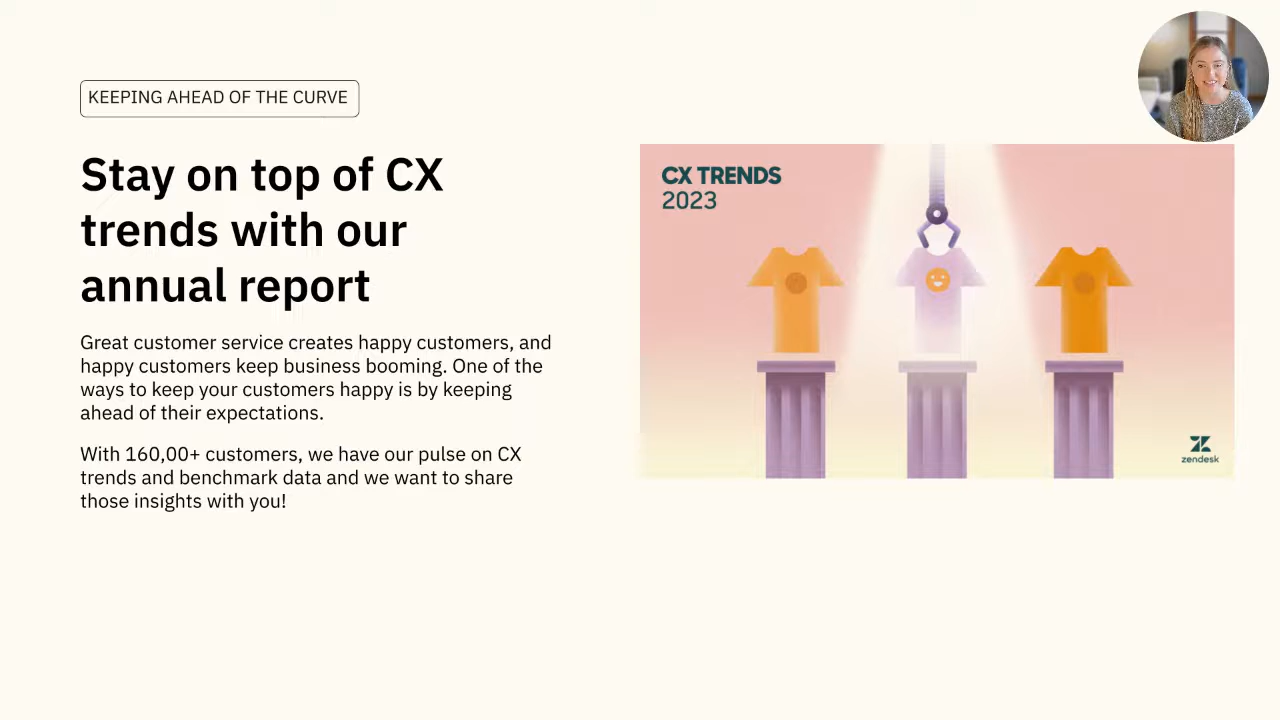 KEEPING AHEAD OF THE CURVE
Stay on top of CX
trends with our
annual report
Great customer service creates happy customers, and
happy customers keep business booming. One of the
ways to keep your customers happy is by keeping
ahead of their expectations.
With 160,00+ customers, we have our pulse on CX
trends and benchmark data and we want to share
those insights with you!
CX TRENDS
2023
zendesk